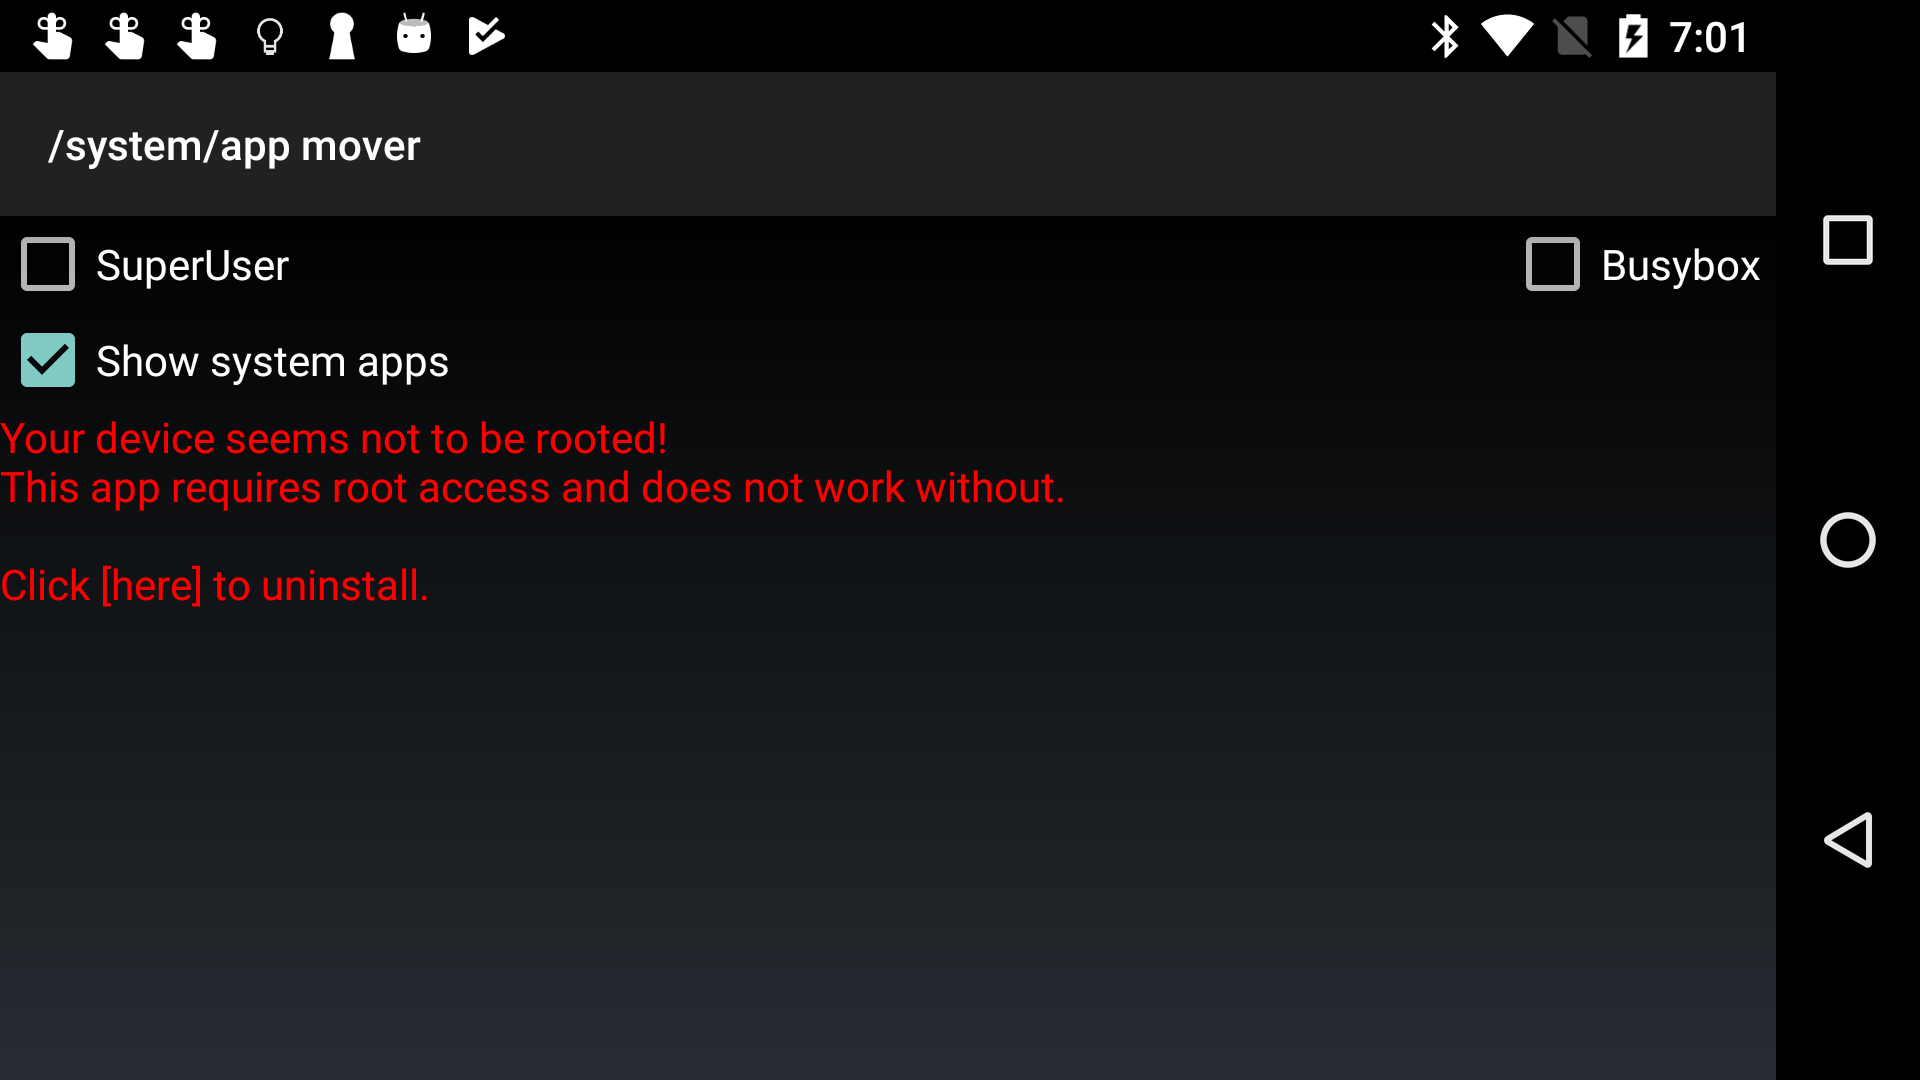 7:01
/system/app mover
SuperUser
Busybox
Show system apps
Your device seems not to be rooted!
This app requires root access and does not work without.
Click [here] to uninstall.